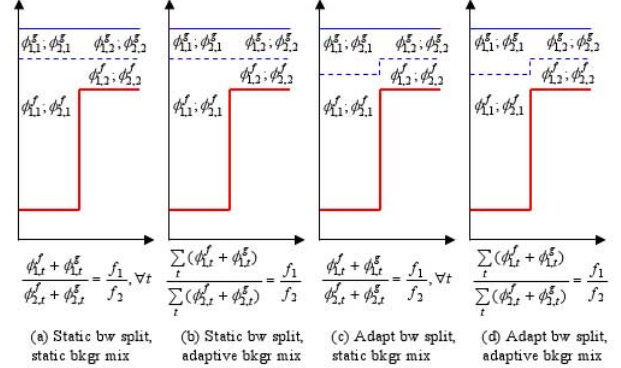 ϕ^g_{1,1}; ϕ^g_{2,1} ϕ^g_{1,2}; ϕ^g_{2,2}
ϕ^f_{1,2}; ϕ^f_{2,2}
ϕ^f_{1,1}; ϕ^f_{2,1}
ϕ^g_{1,1}; ϕ^g_{2,1} ϕ^g_{1,2}; ϕ^g_{2,2}
ϕ^f_{1,2}; ϕ^f_{2,2}
ϕ^f_{1,1}; ϕ^f_{2,1}
ϕ^g_{1,1}; ϕ^g_{2,1} ϕ^g_{1,2}; ϕ^g_{2,2}
ϕ^f_{1,2}; ϕ^f_{2,2}
ϕ^f_{1,1}; ϕ^f_{2,1}
ϕ^g_{1,1}; ϕ^g_{2,1} ϕ^g_{1,2}; ϕ^g_{2,2}
ϕ^f_{1,2}; ϕ^f_{2,2}
ϕ^f_{1,1}; ϕ^f_{2,1}
(ϕ^f_{1,t} + ϕ^g_{1,t}) / (ϕ^f_{2,t} + ϕ^g_{2,t}) = f_1 / f_2, ∀t
∑_t (ϕ^f_{1,t} + ϕ^g_{1,t}) / ∑_t (ϕ^f_{2,t} + ϕ^g_{2,t}) = f_1 / f_2
(ϕ^f_{1,t} + ϕ^g_{1,t}) / (ϕ^f_{2,t} + ϕ^g_{2,t}) = f_1 / f_2, ∀t
∑_t (ϕ^f_{1,t} + ϕ^g_{1,t}) / ∑_t (ϕ^f_{2,t} + ϕ^g_{2,t}) = f_1 / f_2
(a) Static bw split,
static bkgr mix
(b) Static bw split,
adaptive bkgr mix
(c) Adapt bw split,
static bkgr mix
(d) Adapt bw split,
adaptive bkgr mix